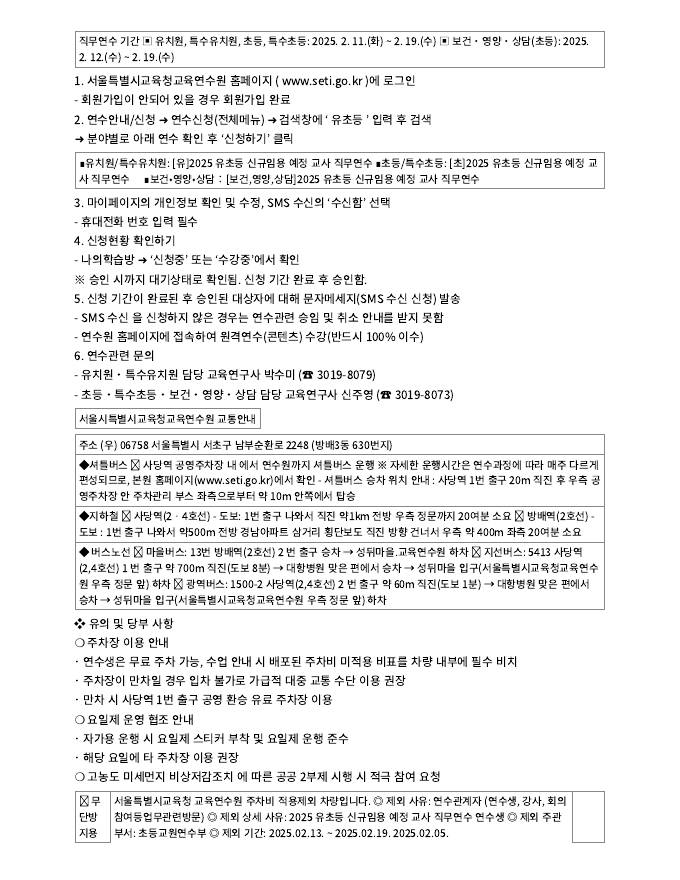 직무연수 기간 ▣ 유치원, 특수유치원, 초등, 특수초등: 2025. 2. 11.(화) ~ 2. 19.(수) ▣ 보건·영양·상담(초등): 2025.
2. 12.(수) ~ 2. 19.(수)
1. 서울특별시교육청교육연수원 홈페이지 ( www.seti.go.kr )에 로그인
- 회원가입이 안되어 있을 경우 회원가입 완료
2. 연수안내/신청 ➜ 연수신청(전체메뉴) ➜ 검색창에 ‘ 유초등 ’ 입력 후 검색
➜ 분야별로 아래 연수 확인 후 ‘신청하기’ 클릭
∎유치원/특수유치원: [유]2025 유초등 신규임용 예정 교사 직무연수 ∎초등/특수초등: [초]2025 유초등 신규임용 예정 교
사 직무연수 ∎보건•영양•상담 : [보건,영양,상담]2025 유초등 신규임용 예정 교사 직무연수
3. 마이페이지의 개인정보 확인 및 수정, SMS 수신의 ‘수신함’ 선택
- 휴대전화 번호 입력 필수
4. 신청현황 확인하기
- 나의학습방 ➜ ‘신청중’ 또는 ‘수강중’에서 확인
※ 승인 시까지 대기상태로 확인됨. 신청 기간 완료 후 승인함.
5. 신청 기간이 완료된 후 승인된 대상자에 대해 문자메세지(SMS 수신 신청) 발송
- SMS 수신 을 신청하지 않은 경우는 연수관련 승임 및 취소 안내를 받지 못함
- 연수원 홈페이지에 접속하여 원격연수(콘텐츠) 수강(반드시 100% 이수)
6. 연수관련 문의
- 유치원·특수유치원 담당 교육연구사 박수미 (☎ 3019-8079)
- 초등·특수초등·보건·영양·상담 담당 교육연구사 신주영 (☎ 3019-8073)
서울시특별시교육청교육연수원 교통안내
주소 (우) 06758 서울특별시 서초구 남부순환로 2248 (방배3동 630번지)
◆셔틀버스 사당역 공영주차장 내 에서 연수원까지 셔틀버스 운행 ※ 자세한 운행시간은 연수과정에 따라 매주 다르게
편성되므로, 본원 홈페이지(www.seti.go.kr)에서 확인 - 셔틀버스 승차 위치 안내 : 사당역 1번 출구 20m 직진 후 우측 공
영주차장 안 주차관리 부스 좌측으로부터 약 10m 안쪽에서 탑승
◆지하철 사당역(2 · 4호선) - 도보: 1번 출구 나와서 직진 약1km 전방 우측 정문까지 20여분 소요 방배역(2호선) -
도보 : 1번 출구 나와서 약500m 전방 경남아파트 삼거리 횡단보도 직진 방향 건너서 우측 약 400m 좌측 20여분 소요
◆ 버스노선 마을버스: 13번 방배역(2호선) 2 번 출구 승차 → 성뒤마을.교육연수원 하차 지선버스: 5413 사당역
(2,4호선) 1 번 출구 약 700m 직진(도보 8분) → 대항병원 맞은 편에서 승차 → 성뒤마을 입구(서울특별시교육청교육연수
원 우측 정문 앞) 하차 광역버스: 1500-2 사당역(2,4호선) 2 번 출구 약 60m 직진(도보 1분) → 대항병원 맞은 편에서
승차 → 성뒤마을 입구(서울특별시교육청교육연수원 우측 정문 앞)하차
❖ 유의 및 당부 사항
❍ 주차장 이용 안내
· 연수생은 무료 주차 가능, 수업 안내 시 배포된 주차비 미적용 비표를 차량 내부에 필수 비치
· 주차장이 만차일 경우 입차 불가로 가급적 대중 교통 수단 이용 권장
· 만차 시 사당역 1번 출구 공영 환승 유료 주차장 이용
❍ 요일제 운영 협조 안내
· 자가용 운행 시 요일제 스티커 부착 및 요일제 운행 준수
· 해당 요일에 타 주차장 이용 권장
❍ 고농도 미세먼지 비상저감조치 에 따른 공공 2부제 시행 시 적극 참여 요청
무단방지용
서울특별시교육청 교육연수원 주차비 적용제외 차량입니다. ◎ 제외 사유: 연수관계자 (연수생, 강사, 회의
참여등업무관련방문) ◎ 제외 상세 사유: 2025 유초등 신규임용 예정 교사 직무연수 연수생 ◎ 제외 주관
부서: 초등교원연수부 ◎ 제외 기간: 2025.02.13. ~ 2025.02.19. 2025.02.05.